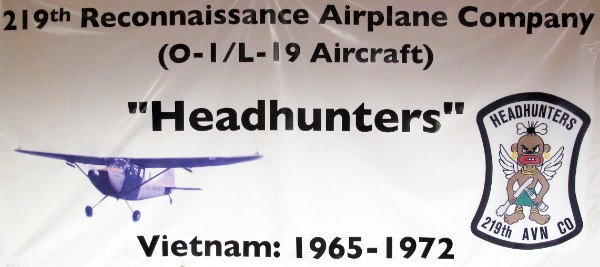 219th Reconnaissance Airplane Company
(O-1/L-19 Aircraft)
"Headhunters"
HEADHUNTERS
219th AVN CO
Vietnam: 1965-1972